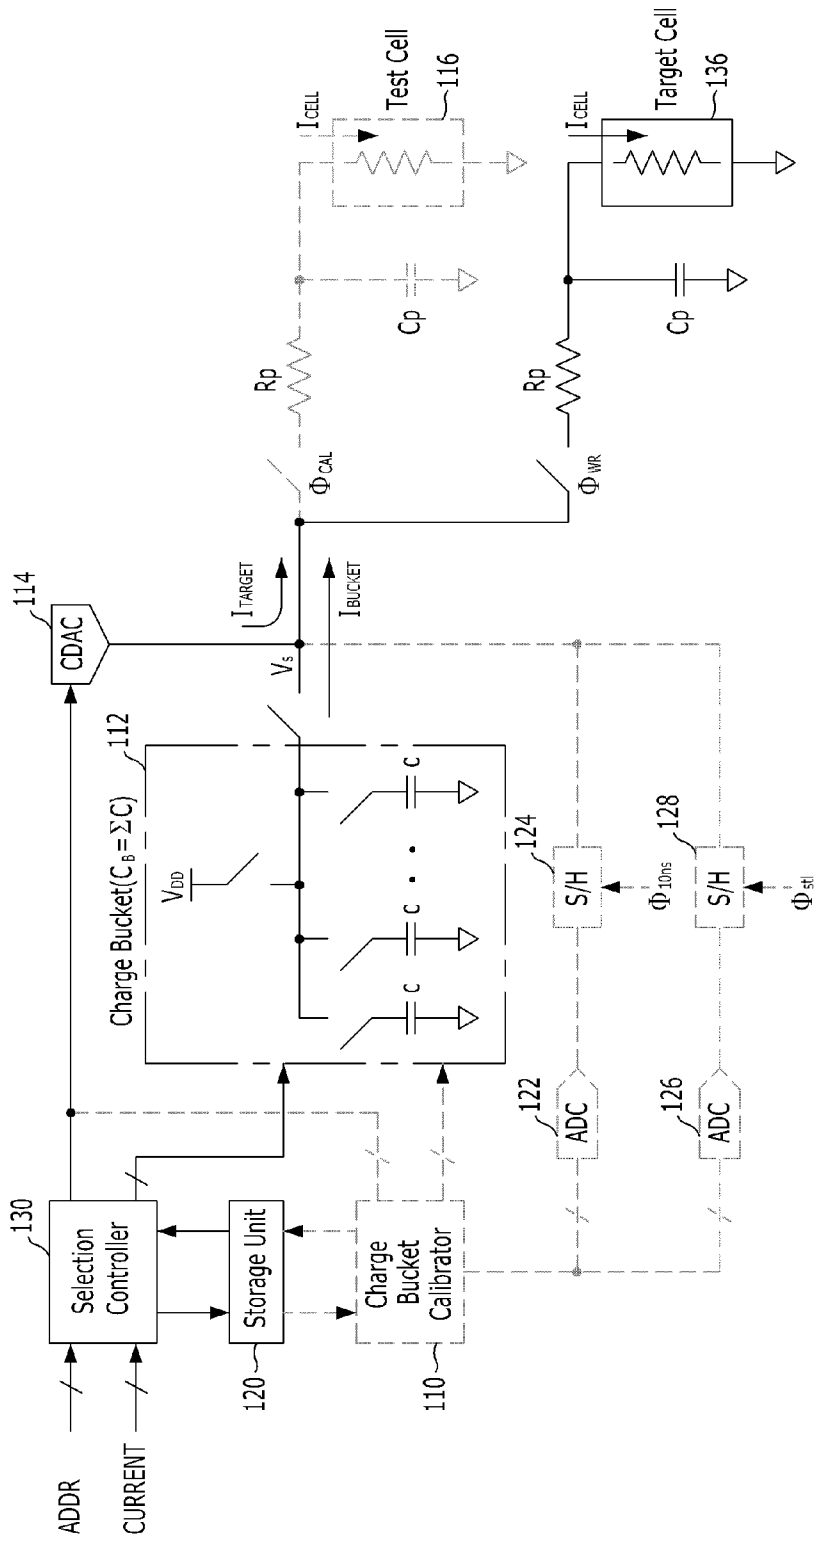 ADDR
CURRENT
130
Selection
Controller
Storage Unit
120
Charge
Bucket
Calibrator
110
114
CDAC
Charge Bucket(C_B = ΣC)
112
V_DD
C
C
C
V_s
I_TARGET
I_BUCKET
Φ_CAL
Rp
Cp
I_CELL
Test Cell
116
Φ_WR
Rp
Cp
I_CELL
Target Cell
136
122
ADC
124
S/H
Φ_10ns
126
ADC
128
S/H
Φ_stl